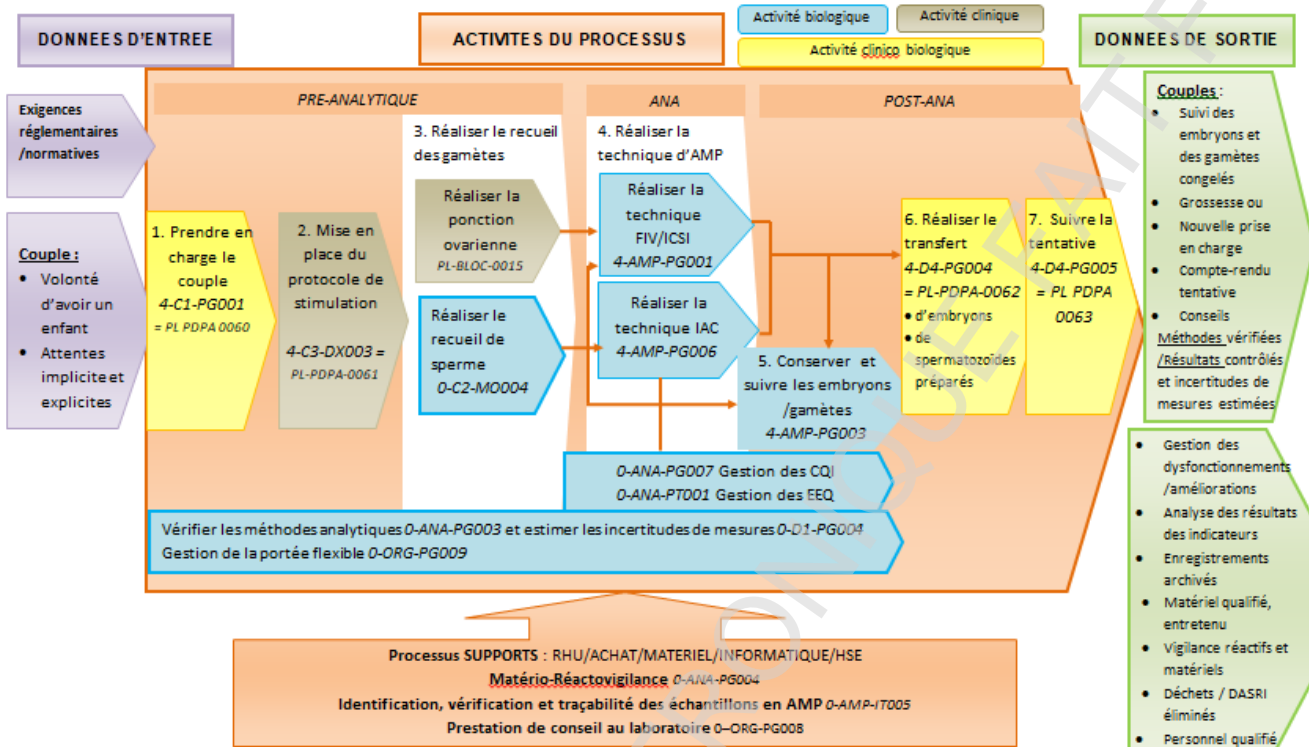 DONNEES D'ENTREE
ACTIVITES DU PROCESSUS
Activité biologique
Activité clinique
Activité clinico biologique
DONNEES DE SORTIE
Exigences
réglementaires
/normatives
Couple :
• Volonté
d'avoir un
enfant
• Attentes
implicite et
explicites
PRE-ANALYTIQUE
ANA
POST-ANA
1. Prendre en
charge le
couple
4-C1-PG001
= PL PDPA 0060
2. Mise en
place du
protocole de
stimulation
4-C3-DX003 =
PL-PDPA-0061
3. Réaliser le recueil
des gamètes
Réaliser la
ponction
ovarienne
PL-BLOC-0015
Réaliser le
recueil de
sperme
0-C2-MO004
4. Réaliser la
technique d'AMP
Réaliser la
technique
FIV/ICSI
4-AMP-PG001
Réaliser la
technique IAC
4-AMP-PG006
5. Conserver et
suivre les embryons
/gamètes
4-AMP-PG003
6. Réaliser le
transfert
4-D4-PG004
= PL-PDPA-0062
• d'embryons
• de
spermatozoïdes
préparés
7. Suivre la
tentative
4-D4-PG005
= PL PDPA
0063
0-ANA-PG007 Gestion des CQI
0-ANA-PT001 Gestion des EEQ
Vérifier les méthodes analytiques 0-ANA-PG003 et estimer les incertitudes de mesures 0-D1-PG004
Gestion de la portée flexible 0-ORG-PG009
Processus SUPPORTS : RHU/ACHAT/MATERIEL/INFORMATIQUE/HSE
Matério-Réactovigilance 0-ANA-PG004
Identification, vérification et traçabilité des échantillons en AMP 0-AMP-IT005
Prestation de conseil au laboratoire 0–ORG-PG008
Couples :
• Suivi des
embryons et
des gamètes
congelés
• Grossesse ou
• Nouvelle prise
en charge
• Compte-rendu
tentative
• Conseils
Méthodes vérifiées
/Résultats contrôlés
et incertitudes de
mesures estimées
• Gestion des
dysfonctionnements
/améliorations
• Analyse des résultats
des indicateurs
• Enregistrements
archivés
• Matériel qualifié,
entretenu
• Vigilance réactifs et
matériels
• Déchets / DASRI
éliminés
• Personnel qualifié